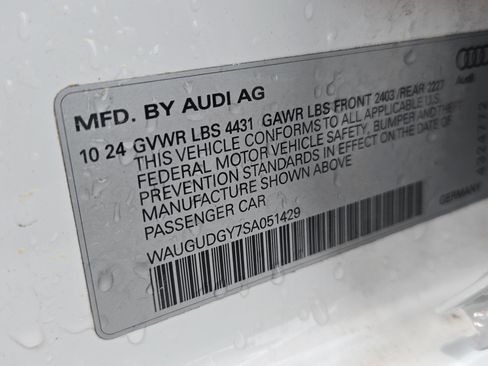 MFD. BY AUDI AG
Audi
10 24 GVWR LBS 4431 GAWR LBS FRONT 2403 /REAR 2227
THIS VEHICLE CONFORMS TO ALL APPLICABLE U.S.
FEDERAL MOTOR VEHICLE SAFETY, BUMPER AND THEFT
PREVENTION STANDARDS IN EFFECT ON THE DATE OF
MANUFACTURE SHOWN ABOVE
PASSENGER CAR
WAUGUDGY7SA051429
GERMANY